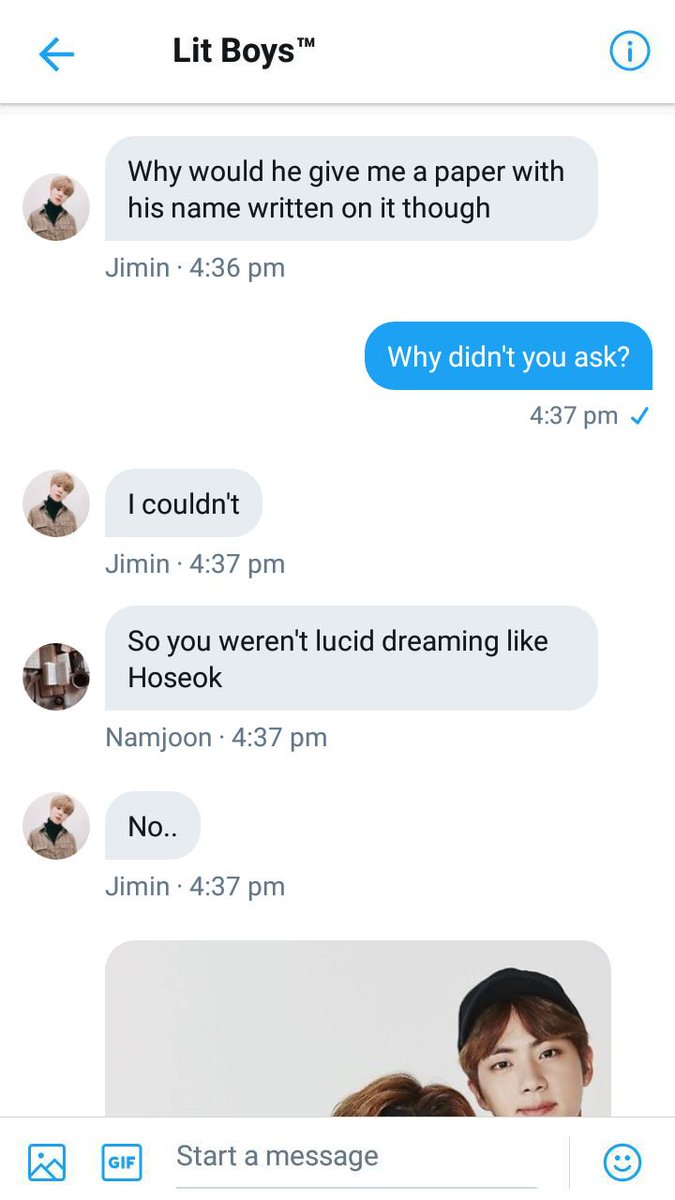 Lit Boys™
Why would he give me a paper with
his name written on it though
Jimin · 4:36 pm
Why didn't you ask?
4:37 pm ✓
I couldn't
Jimin · 4:37 pm
So you weren't lucid dreaming like
Hoseok
Namjoon · 4:37 pm
No..
Jimin · 4:37 pm
GIF
Start a message